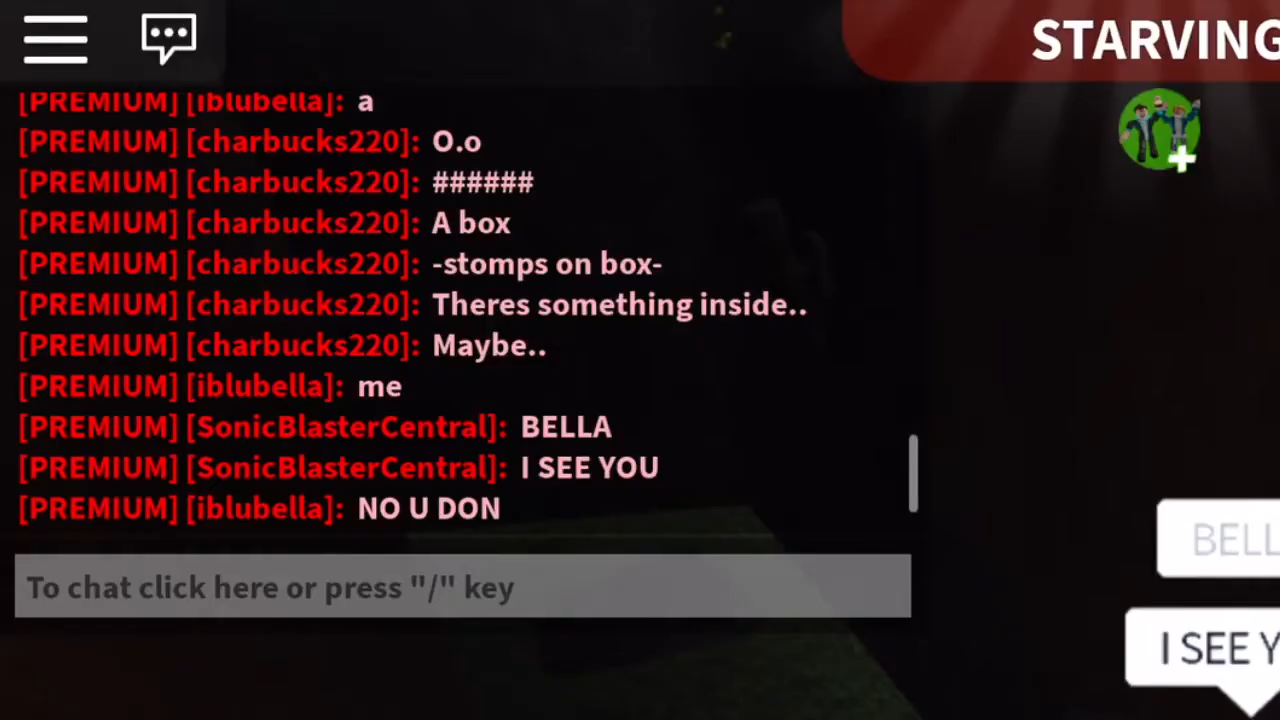 STARVING
[PREMIUM] [iblubella]: a
[PREMIUM] [charbucks220]: O.o
[PREMIUM] [charbucks220]: ######
[PREMIUM] [charbucks220]: A box
[PREMIUM] [charbucks220]: -stomps on box-
[PREMIUM] [charbucks220]: Theres something inside..
[PREMIUM] [charbucks220]: Maybe..
[PREMIUM] [iblubella]: me
[PREMIUM] [SonicBlasterCentral]: BELLA
[PREMIUM] [SonicBlasterCentral]: I SEE YOU
[PREMIUM] [iblubella]: NO U DON
BELL
To chat click here or press "/" key
I SEE Y